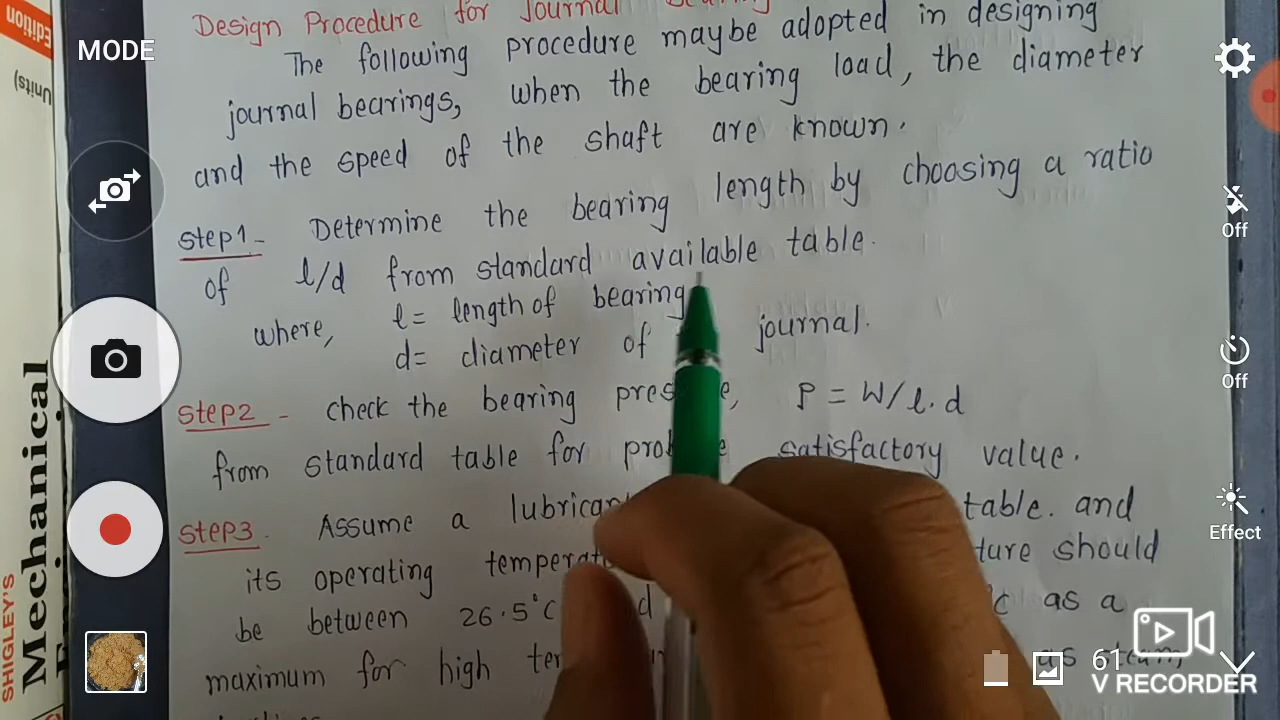 Design Procedure for Journal
The following procedure maybe adopted in designing
journal bearings, when the bearing load, the diameter
and the speed of the shaft are known.
step1- Determine the bearing length by choosing a ratio
of l/d from standard available table.
where, l = length of bearing
d = diameter of journal.
step2 - check the bearing P = W/l.d
from standard table for satisfactory value.
step3. Assume a table. and
its operating should
be between 26.5°C as a
maximum for high as
MODE
Off
Off
Effect
61
V RECORDER
Edition
Units)
SHIGLEY'S
Mechanical